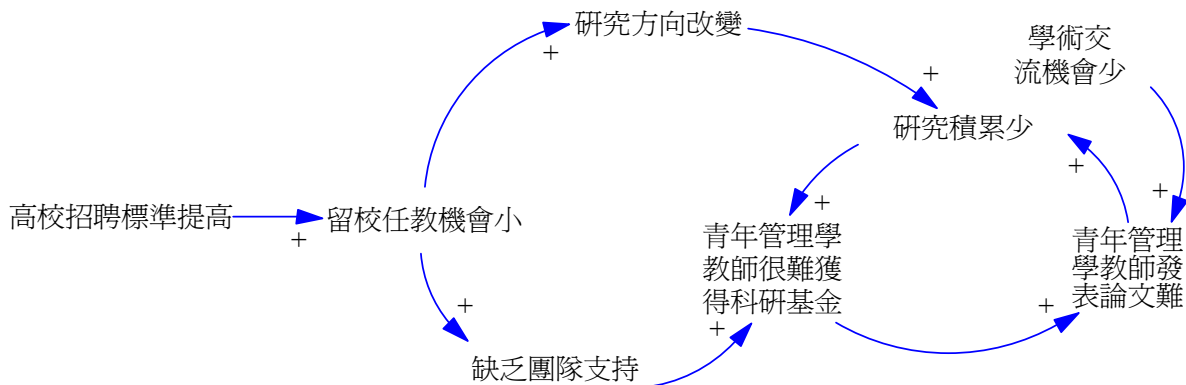 研究方向改變
+
學術交
流機會少
+
研究積累少
+
高校招聘標準提高
+
留校任教機會小
+
+
青年管理學
教師很難獲
得科研基金
青年管理
學教師發
表論文難
+
+
+
缺乏團隊支持